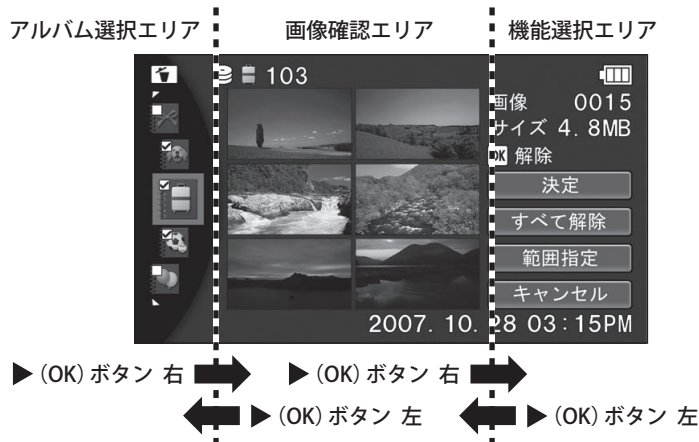 アルバム選択エリア 画像確認エリア 機能選択エリア
103
画像 0015
サイズ 4.8MB
OK 解除
決定
すべて解除
範囲指定
キャンセル
2007.10.28 03:15PM
▶(OK)ボタン 右 ▶(OK)ボタン 右
▶(OK)ボタン 左 ▶(OK)ボタン 左